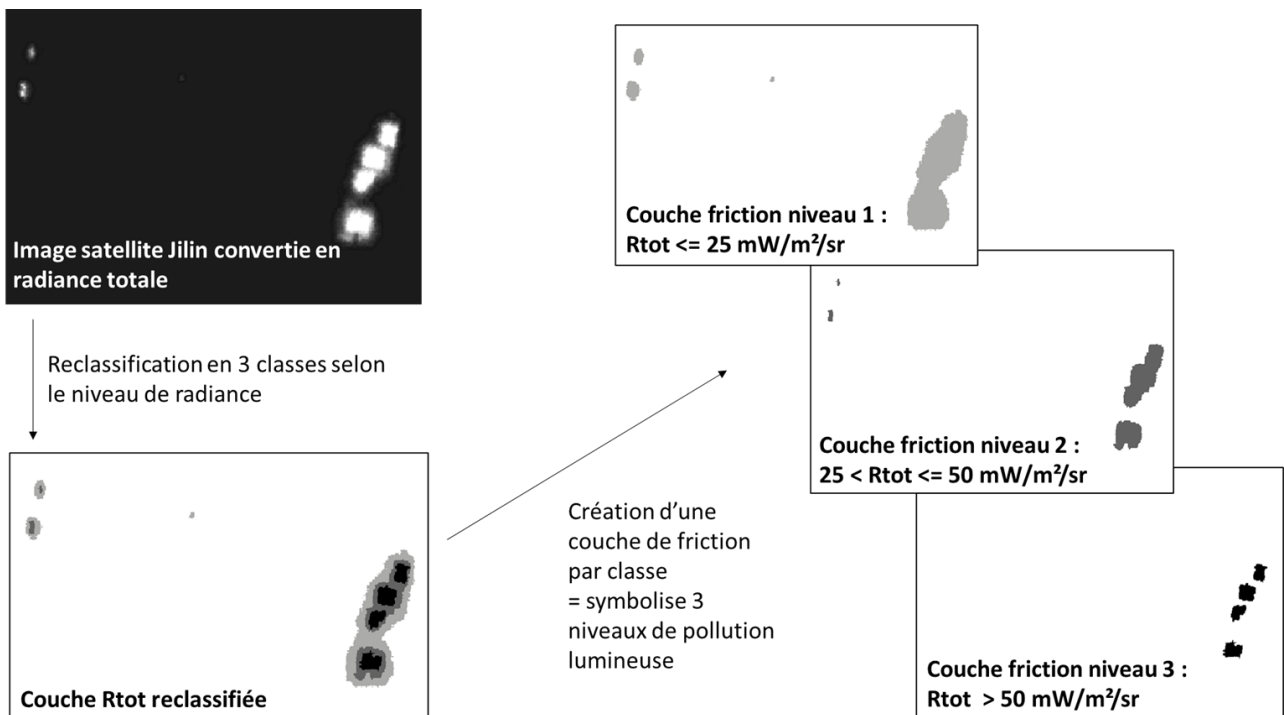 Image satellite Jilin convertie en
radiance totale
Reclassification en 3 classes selon
le niveau de radiance
Couche Rtot reclassifiée
Création d’une
couche de friction
par classe
= symbolise 3
niveaux de pollution
lumineuse
Couche friction niveau 1 :
Rtot <= 25 mW/m²/sr
Couche friction niveau 2 :
25 < Rtot <= 50 mW/m²/sr
Couche friction niveau 3 :
Rtot > 50 mW/m²/sr